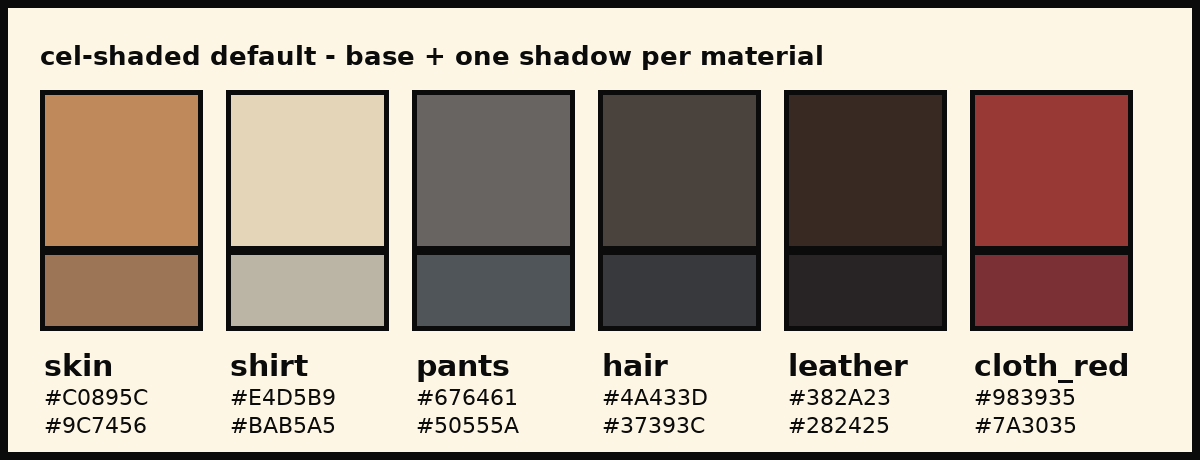 cel-shaded default - base + one shadow per material
skin
#C0895C
#9C7456
shirt
#E4D5B9
#BAB5A5
pants
#676461
#50555A
hair
#4A433D
#37393C
leather
#382A23
#282425
cloth_red
#983935
#7A3035